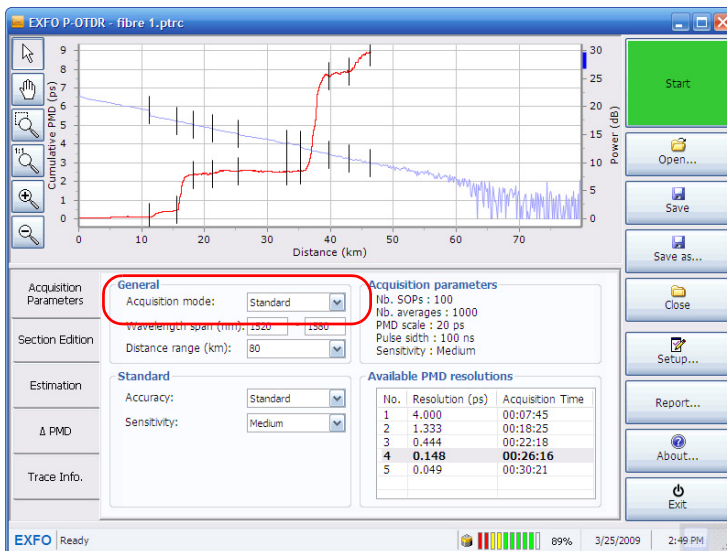 EXFO P-OTDR - fibre 1.ptrc
Cumulative PMD (ps)
9
8
7
6
5
4
3
2
1
0
30
25
20
15
10
5
0
Power (dB)
0 10 20 30 40 50 60 70
Distance (km)
1:1
Start
Open...
Save
Save as...
Close
Setup...
Report...
About...
Exit
Acquisition
Parameters
Section Edition
Estimation
Δ PMD
Trace Info.
General
Acquisition mode: Standard
Wavelength span (nm): 1520 - 1580
Distance range (km): 80
Standard
Accuracy: Standard
Sensitivity: Medium
Acquisition parameters
Nb. SOPs : 100
Nb. averages : 1000
PMD scale : 20 ps
Pulse sidth : 100 ns
Sensitivity : Medium
Available PMD resolutions
No. Resolution (ps) Acquisition Time
1 4.000 00:07:45
2 1.333 00:18:25
3 0.444 00:22:18
4 0.148 00:26:16
5 0.049 00:30:21
EXFO Ready 89% 3/25/2009 2:49 PM